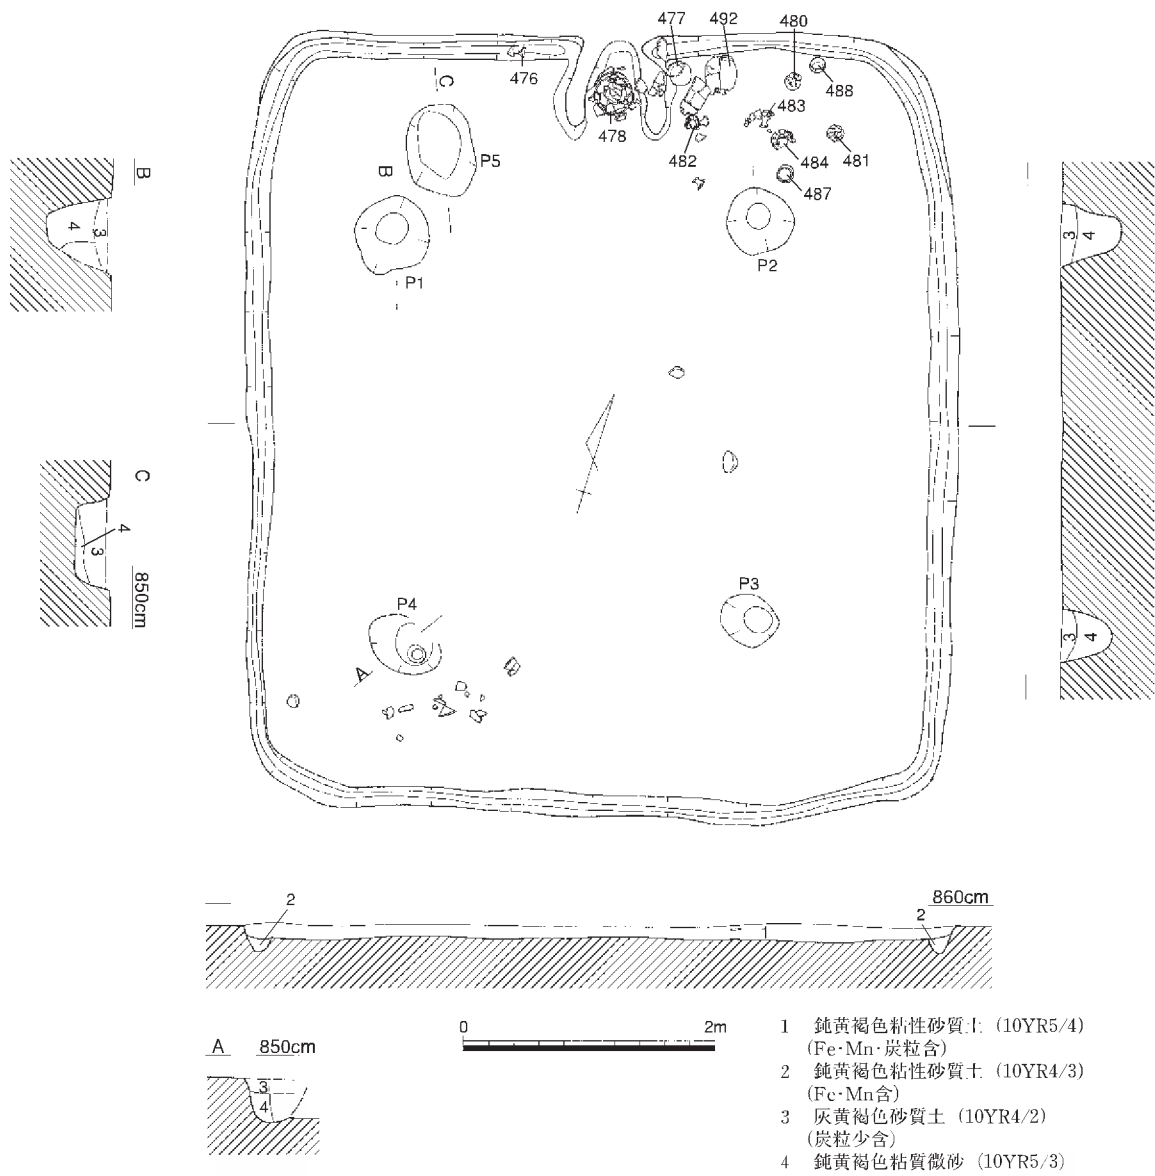 477 492 480
476
C
488
483
478
482
484
481
487
P5
B
P1
P2
B
4 3
3 4
C
4
3
850cm
P4
P3
A
3 4
2
860cm
2
0 2m
A 850cm
3
4
1 鈍黄褐色粘性砂質土 (10YR5/4)
(Fe・Mn・炭粒含)
2 鈍黄褐色粘性砂質土 (10YR4/3)
(Fe・Mn含)
3 灰黄褐色砂質土 (10YR4/2)
(炭粒少含)
4 鈍黄褐色粘質微砂 (10YR5/3)